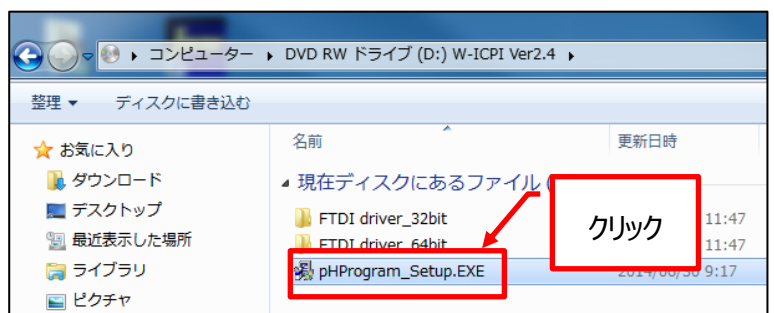 コンピューター ▸ DVD RW ドライブ (D:) W-ICPI Ver2.4 ▸
整理 ▼ ディスクに書き込む
名前 更新日時
お気に入り
ダウンロード
デスクトップ
最近表示した場所
ライブラリ
ピクチャ
現在ディスクにあるファイル (
FTDI driver_32bit 11:47
FTDI driver_64bit 11:47
pHProgram_Setup.EXE 9:17
クリック